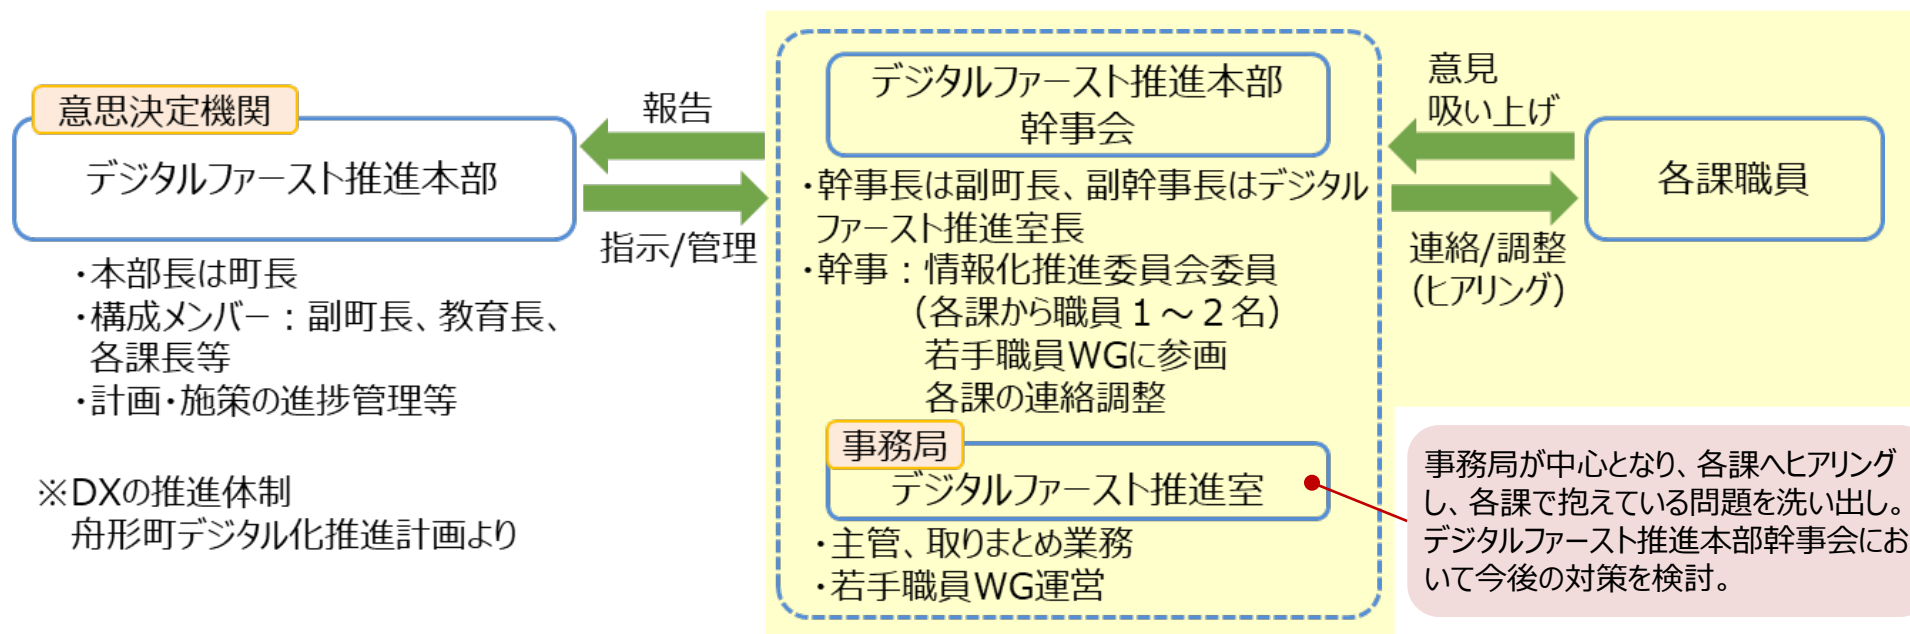 意思決定機関
デジタルファースト推進本部
・本部長は町長
・構成メンバー：副町長、教育長、
各課長等
・計画・施策の進捗管理等
※DXの推進体制
舟形町デジタル化推進計画より
報告
指示/管理
デジタルファースト推進本部
幹事会
・幹事長は副町長、副幹事長はデジタル
ファースト推進室長
・幹事：情報化推進委員会委員
（各課から職員１～２名）
若手職員WGに参画
各課の連絡調整
事務局
デジタルファースト推進室
・主管、取りまとめ業務
・若手職員WG運営
意見
吸い上げ
連絡/調整
（ヒアリング）
各課職員
事務局が中心となり、各課へヒアリング
し、各課で抱えている問題を洗い出し。
デジタルファースト推進本部幹事会にお
いて今後の対策を検討。